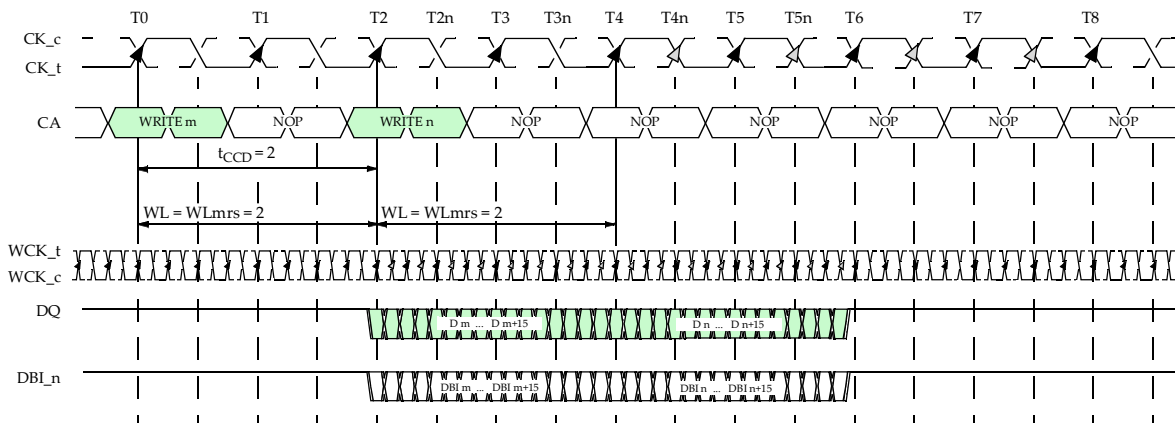 T0 T1 T2 T2n T3 T3n T4 T4n T5 T5n T6 T7 T8
CK_c
CK_t
CA WRITE m NOP WRITE n NOP NOP NOP NOP NOP NOP
tCCD = 2
WL = WLmrs = 2 WL = WLmrs = 2
WCK_t
WCK_c
DQ D m ... D m+15 D n ... D n+15
DBI_n DBI m ... DBI m+15 DBI n ... DBI n+15